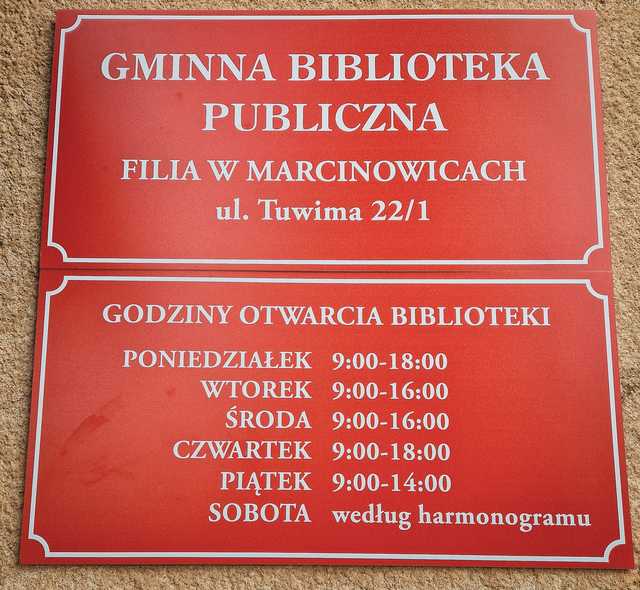 GMINNA BIBLIOTEKA
PUBLICZNA
FILIA W MARCINOWICACH
ul. Tuwima 22/1
GODZINY OTWARCIA BIBLIOTEKI
PONIEDZIAŁEK 9:00-18:00
WTOREK 9:00-16:00
ŚRODA 9:00-16:00
CZWARTEK 9:00-18:00
PIĄTEK 9:00-14:00
SOBOTA według harmonogramu